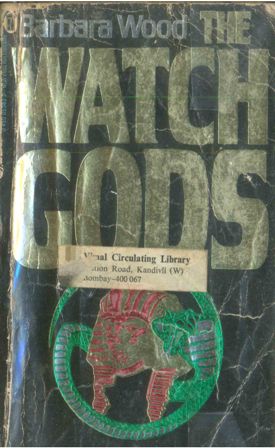 Barbara Wood THE
WATCH
GODS
Circulating Library
Road, Kandivli (W)
Bombay-400 067